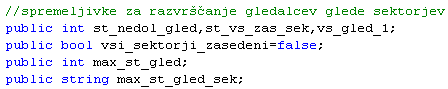 //spremeljivke za razvrščanje gledalcev glede sektorjev
public int st_nedol_gled,st_vs_zas_sek,vs_gled_1;
public bool vsi_sektorji_zasedeni=false;
public int max_st_gled;
public string max_st_gled_sek;